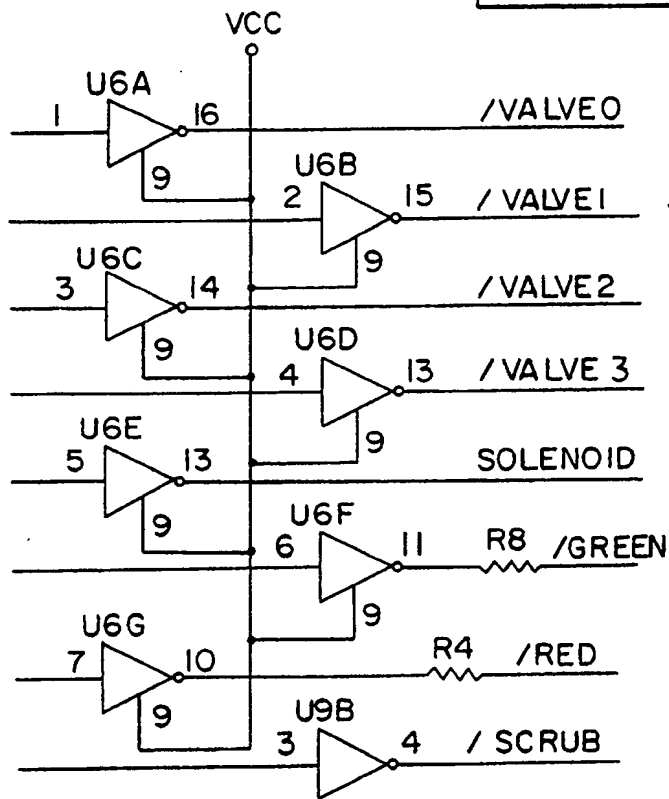 VCC
U6A
1 16 /VALVE0
9
U6B
2 15 /VALVE1
9
U6C
3 14 /VALVE2
9
U6D
4 13 /VALVE 3
9
U6E
5 13 SOLENOID
9
U6F
6 11 R8 /GREEN
9
U6G
7 10 R4 /RED
9
U9B
3 4 /SCRUB